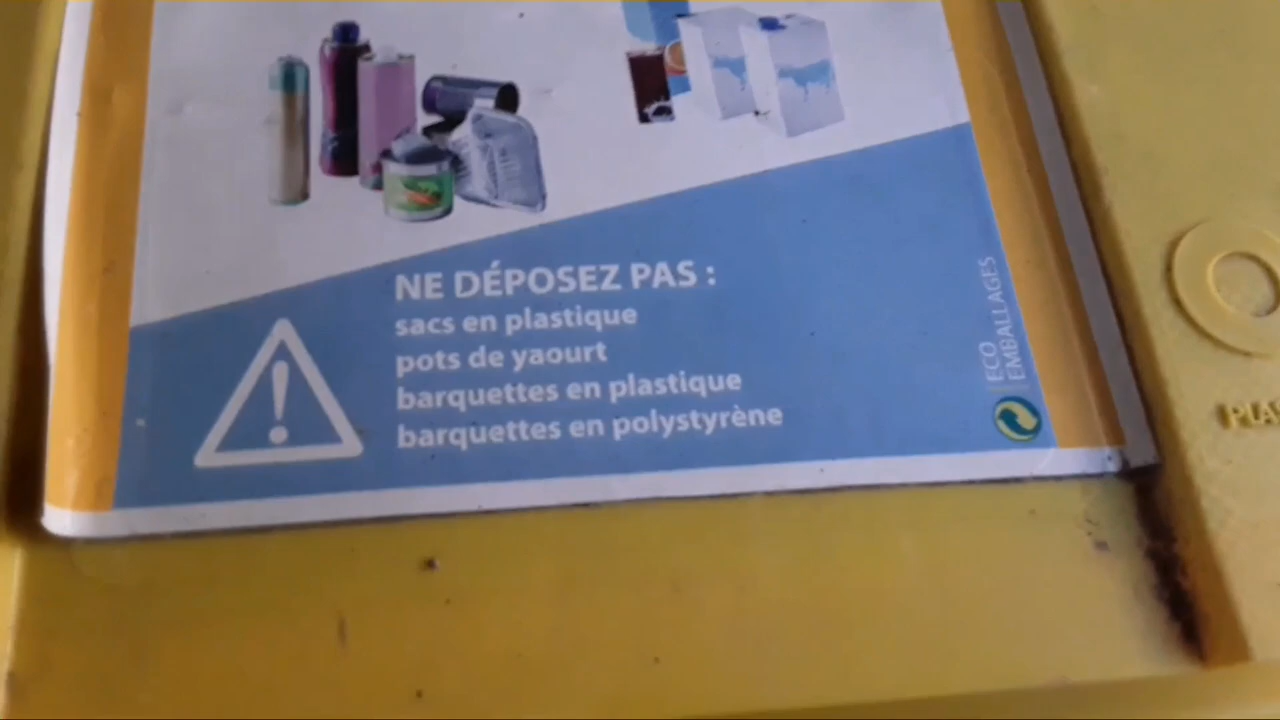 NE DÉPOSEZ PAS :
sacs en plastique
pots de yaourt
barquettes en plastique
barquettes en polystyrène
ECO
EMBALLAGES